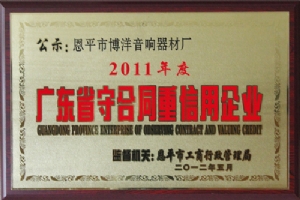 公示：恩平市博洋音响器材厂
2011年度
广东省守合同重信用企业
GUANGDONG PROVINCE ENTERPRISE OF OBSERVING CONTRACT AND VALUING CREDIT
监督机关：恩平市工商行政管理局
二〇一二年五月